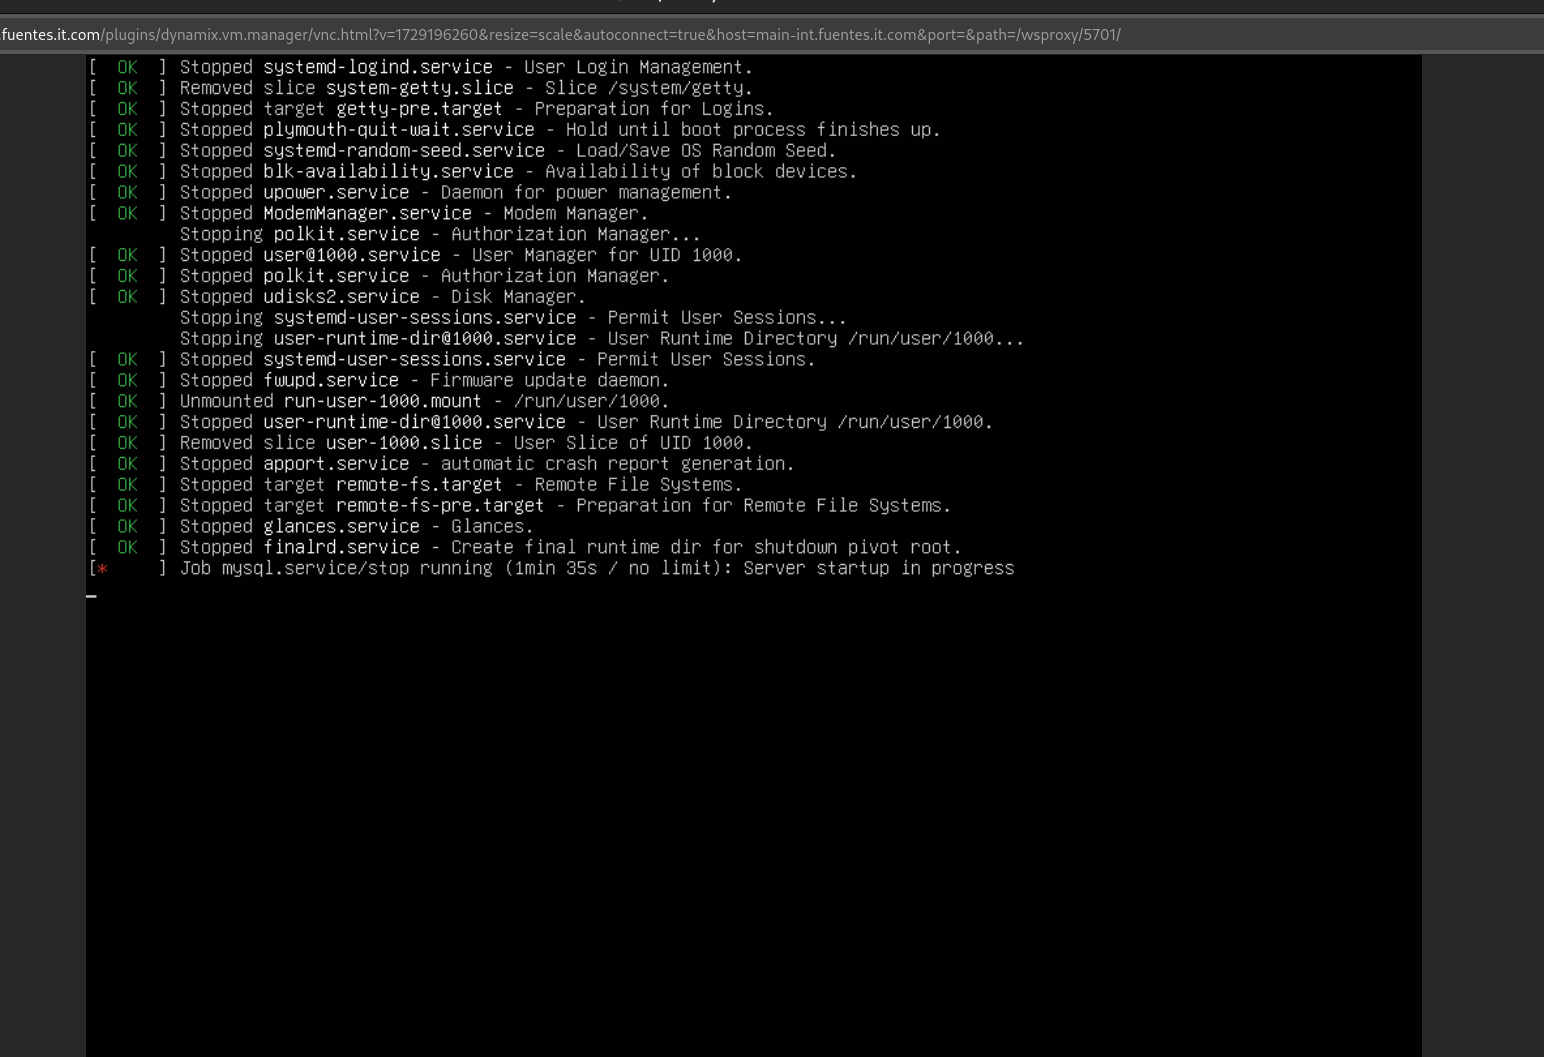 fuentes.it.com/plugins/dynamix.vm.manager/vnc.html?v=1729196260&resize=scale&autoconnect=true&host=main-int.fuentes.it.com&port=&path=/wsproxy/5701/
[  OK  ] Stopped systemd-logind.service - User Login Management.
[  OK  ] Removed slice system-getty.slice - Slice /system/getty.
[  OK  ] Stopped target getty-pre.target - Preparation for Logins.
[  OK  ] Stopped plymouth-quit-wait.service - Hold until boot process finishes up.
[  OK  ] Stopped systemd-random-seed.service - Load/Save OS Random Seed.
[  OK  ] Stopped blk-availability.service - Availability of block devices.
[  OK  ] Stopped upower.service - Daemon for power management.
[  OK  ] Stopped ModemManager.service - Modem Manager.
Stopping polkit.service - Authorization Manager...
[  OK  ] Stopped user@1000.service - User Manager for UID 1000.
[  OK  ] Stopped polkit.service - Authorization Manager.
[  OK  ] Stopped udisks2.service - Disk Manager.
Stopping systemd-user-sessions.service - Permit User Sessions...
Stopping user-runtime-dir@1000.service - User Runtime Directory /run/user/1000...
[  OK  ] Stopped systemd-user-sessions.service - Permit User Sessions.
[  OK  ] Stopped fwupd.service - Firmware update daemon.
[  OK  ] Unmounted run-user-1000.mount - /run/user/1000.
[  OK  ] Stopped user-runtime-dir@1000.service - User Runtime Directory /run/user/1000.
[  OK  ] Removed slice user-1000.slice - User Slice of UID 1000.
[  OK  ] Stopped apport.service - automatic crash report generation.
[  OK  ] Stopped target remote-fs.target - Remote File Systems.
[  OK  ] Stopped target remote-fs-pre.target - Preparation for Remote File Systems.
[  OK  ] Stopped glances.service - Glances.
[  OK  ] Stopped finalrd.service - Create final runtime dir for shutdown pivot root.
[*     ] Job mysql.service/stop running (1min 35s / no limit): Server startup in progress